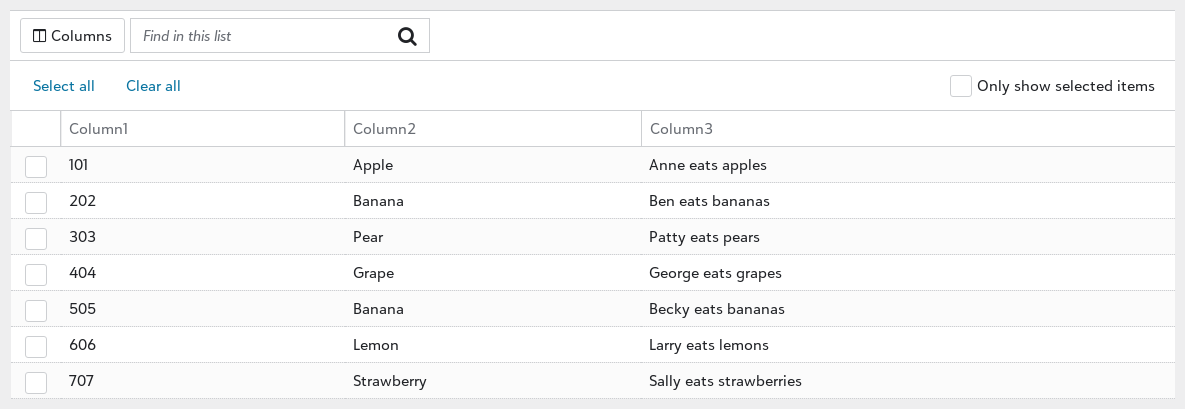 Columns Find in this list
Select all Clear all Only show selected items
Column1 Column2 Column3
101 Apple Anne eats apples
202 Banana Ben eats bananas
303 Pear Patty eats pears
404 Grape George eats grapes
505 Banana Becky eats bananas
606 Lemon Larry eats lemons
707 Strawberry Sally eats strawberries